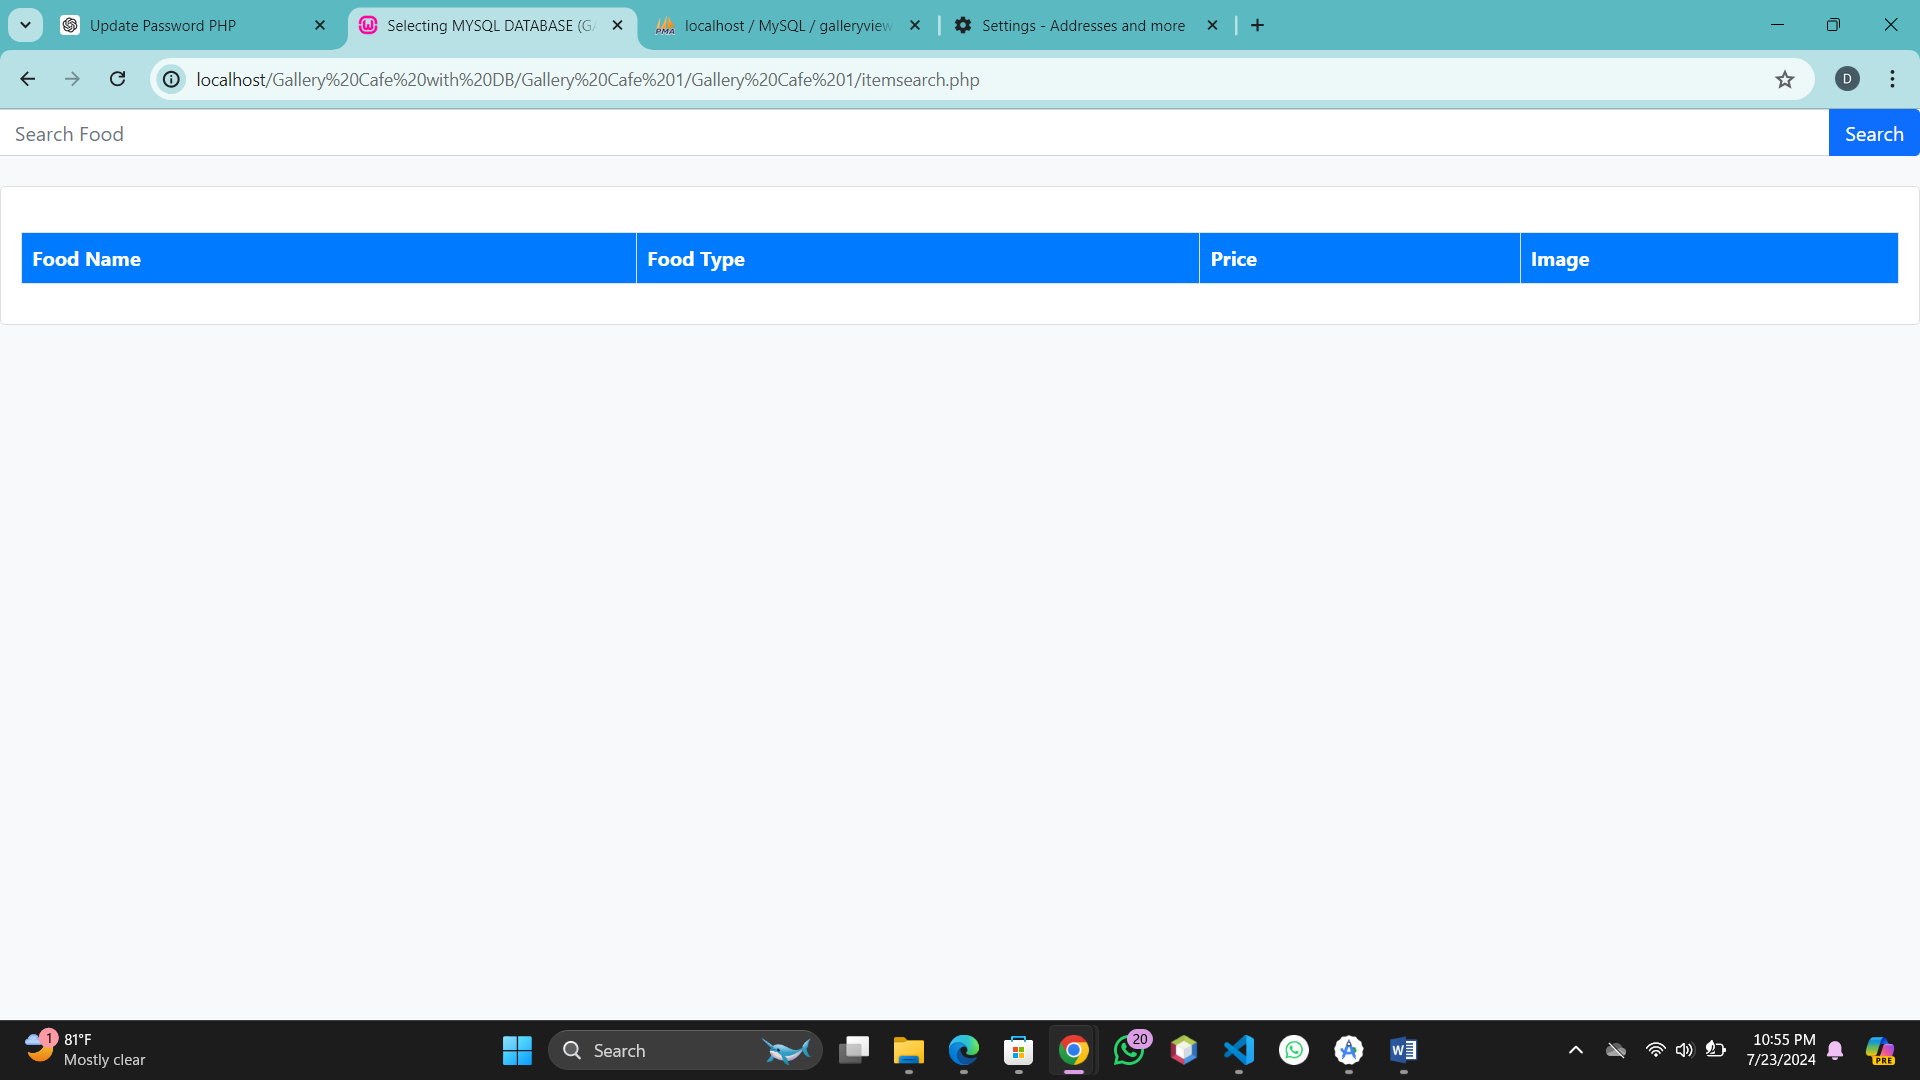 Update Password PHP
Selecting MYSQL DATABASE (GA
localhost / MySQL / galleryview
Settings - Addresses and more
localhost/Gallery%20Cafe%20with%20DB/Gallery%20Cafe%201/Gallery%20Cafe%201/itemsearch.php
D
Search Food
Search
Food Name
Food Type
Price
Image
1
81°F
Mostly clear
Search
20
W
10:55 PM
7/23/2024
PRE